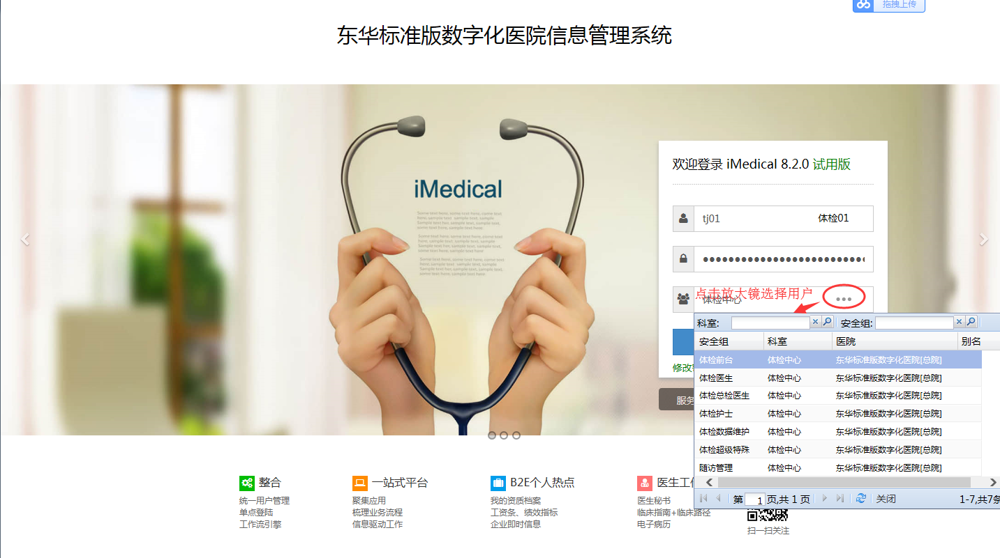 拖拽上传
东华标准版数字化医院信息管理系统
iMedical
Some text here, some text here, come text
欢迎登录 iMedical 8.2.0 试用版
tj01 体检01
●●●●●●●●●●●●●●●●●●●●●●●●●●
点击放大镜选择用户
体检中心
修改
服务
科室: 安全组:
安全组 科室 医院 别名
体检前台 体检中心 东华标准版数字化医院[总院]
体检医生 体检中心 东华标准版数字化医院[总院]
体检总检医生 体检中心 东华标准版数字化医院[总院]
体检护士 体检中心 东华标准版数字化医院[总院]
体检数据维护 体检中心 东华标准版数字化医院[总院]
体检超级特殊 体检中心 东华标准版数字化医院[总院]
随访管理 体检中心 东华标准版数字化医院[总院]
第 1 页,共 1 页 关闭 1-7,共7条
整合
统一用户管理
单点登陆
工作流引擎
一站式平台
聚集应用
梳理业务流程
信息驱动工作
B2E个人热点
我的资质档案
工资条、绩效指标
企业即时信息
医生工作
医生秘书
临床指南+临床路径
电子病历
扫一扫关注